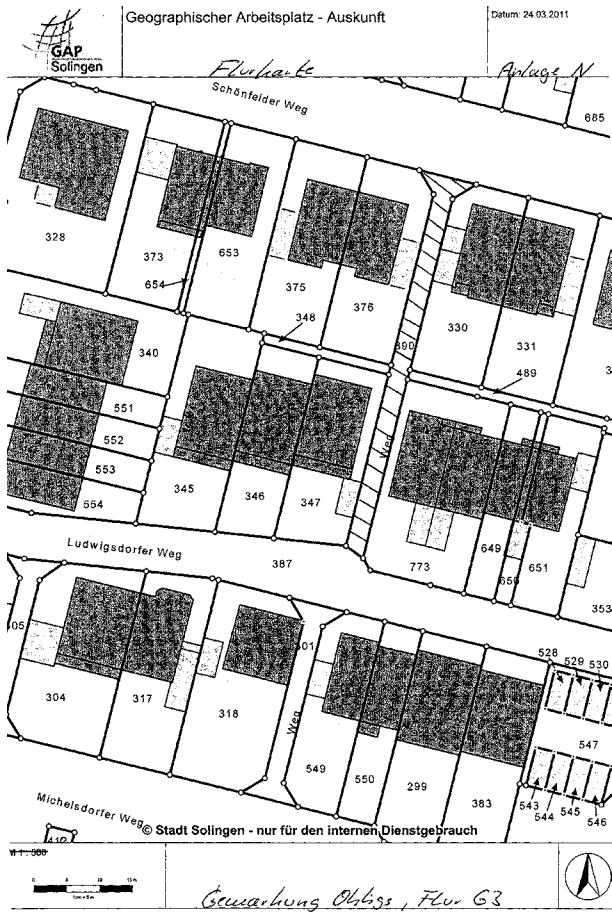 GAP
Solingen
Geographischer Arbeitsplatz - Auskunft
Datum: 24.03.2011
Flurkarte
Anlage N
Schönfelder Weg
685
328
373
653
654
375
376
348
330
331
489
340
551
552
553
554
345
346
347
Weg
773
649
650
651
353
Ludwigsdorfer Weg
387
304
317
318
Weg
549
550
299
383
528
529
530
547
543
544
545
546
Michelsdorfer Weg
© Stadt Solingen - nur für den internen Dienstgebrauch
M 1 : 500
Gemarkung Ohligs, Flur 63